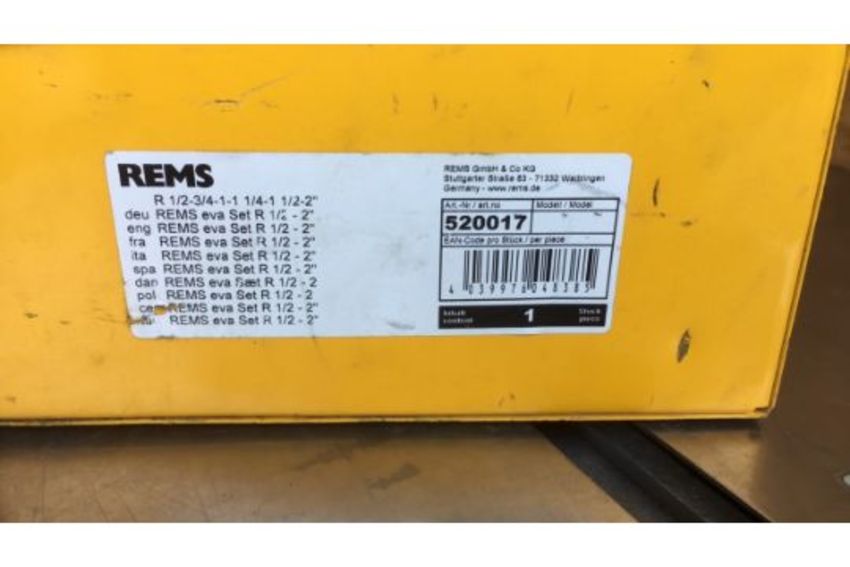 REMS
R 1/2-3/4-1-1 1/4-1 1/2-2"
deu REMS eva Set R 1/2 - 2"
eng REMS eva Set R 1/2 - 2"
fra REMS eva Set R 1/2 - 2"
ita REMS eva Set R 1/2 - 2"
spa REMS eva Set R 1/2 - 2"
dan REMS eva Sæt R 1/2 - 2
pol REMS eva Set R 1/2 - 2
REMS eva Set R 1/2 - 2"
REMS eva Set R 1/2 - 2"
REMS GmbH & Co KG
Stuttgarter Straße 83 - 71332 Waiblingen
Germany - www.rems.de
Art.-Nr / art.no Modell / Model
520017
EAN-Code pro Stück / per piece
4 039976 048385
Inhalt 1 Stück
content piece